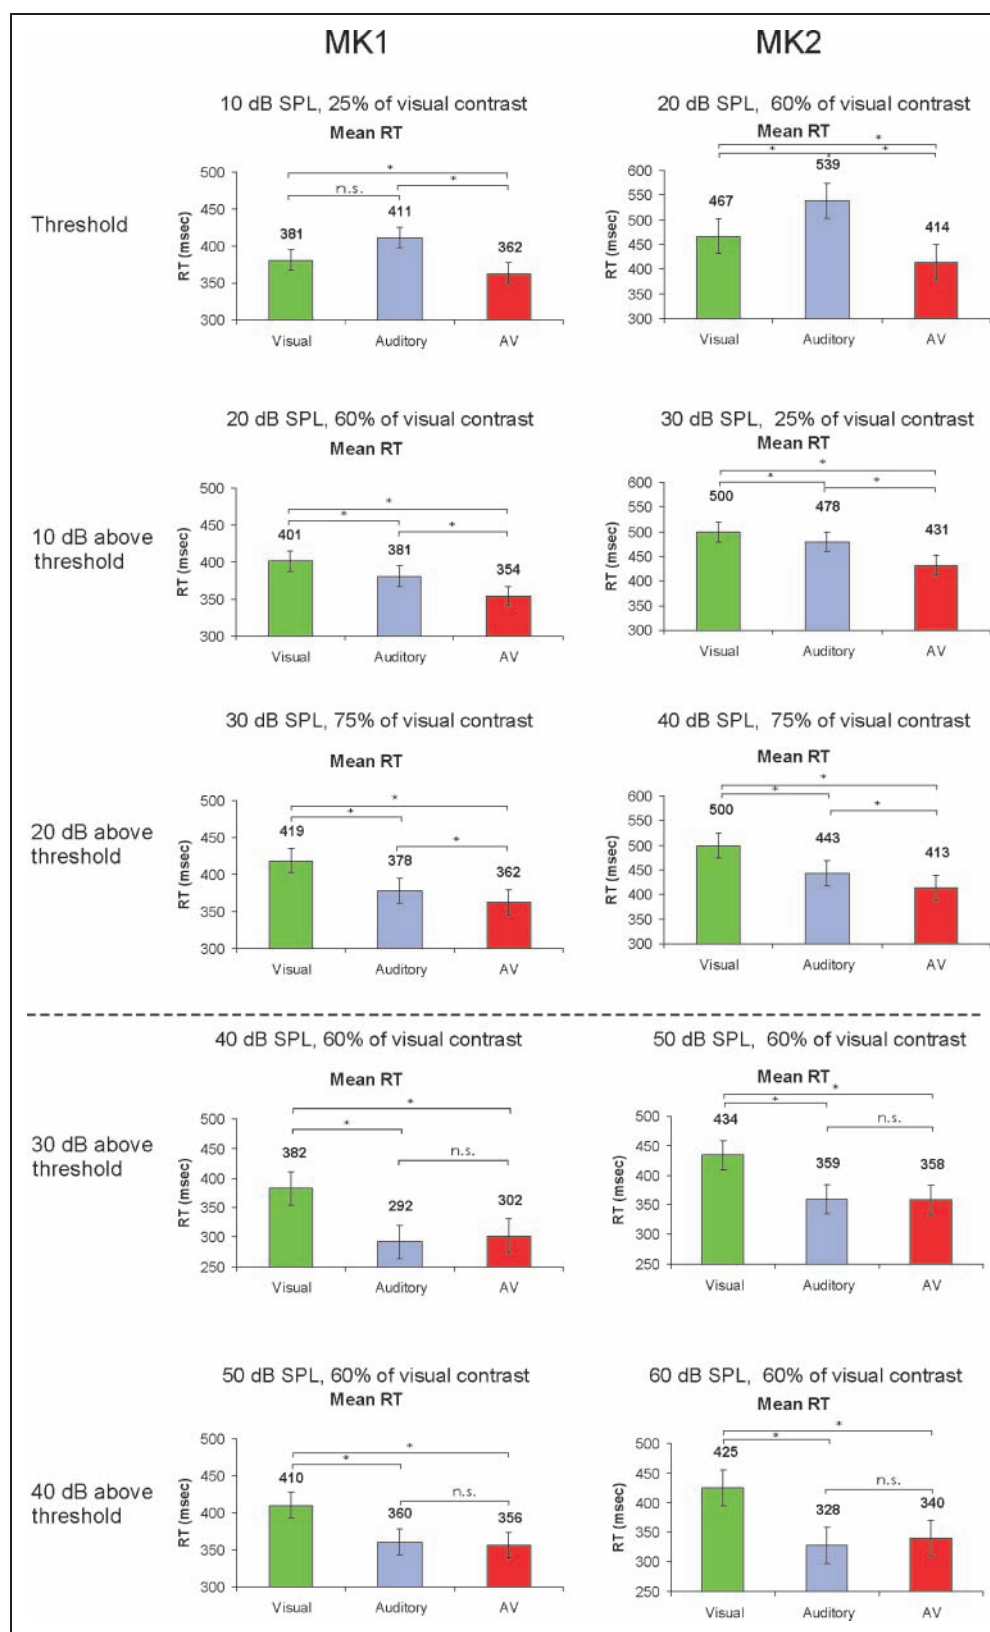 MK1
MK2
10 dB SPL, 25% of visual contrast
Mean RT
Threshold
RT (msec)
500
450
400
350
300
*
n.s.
*
381
411
362
Visual Auditory AV
20 dB SPL, 60% of visual contrast
Mean RT
RT (msec)
600
550
500
450
400
350
300
*
* *
467
539
414
Visual Auditory AV
20 dB SPL, 60% of visual contrast
Mean RT
10 dB above
threshold
RT (msec)
500
450
400
350
300
*
* *
401
381
354
Visual Auditory AV
30 dB SPL, 25% of visual contrast
Mean RT
RT (msec)
600
550
500
450
400
350
300
*
* *
500
478
431
Visual Auditory AV
30 dB SPL, 75% of visual contrast
Mean RT
20 dB above
threshold
RT (msec)
500
450
400
350
300
*
*
*
419
378
362
Visual Auditory AV
40 dB SPL, 75% of visual contrast
Mean RT
RT (msec)
600
550
500
450
400
350
300
*
*
*
500
443
413
Visual Auditory AV
40 dB SPL, 60% of visual contrast
Mean RT
30 dB above
threshold
RT (msec)
500
450
400
350
300
250
*
*
n.s.
382
292
302
Visual Auditory AV
50 dB SPL, 60% of visual contrast
Mean RT
RT (msec)
500
450
400
350
300
250
*
*
n.s.
434
359
358
Visual Auditory AV
50 dB SPL, 60% of visual contrast
Mean RT
40 dB above
threshold
RT (msec)
500
450
400
350
300
*
*
n.s.
410
360
356
Visual Auditory AV
60 dB SPL, 60% of visual contrast
Mean RT
RT (msec)
500
450
400
350
300
250
*
*
n.s.
425
328
340
Visual Auditory AV